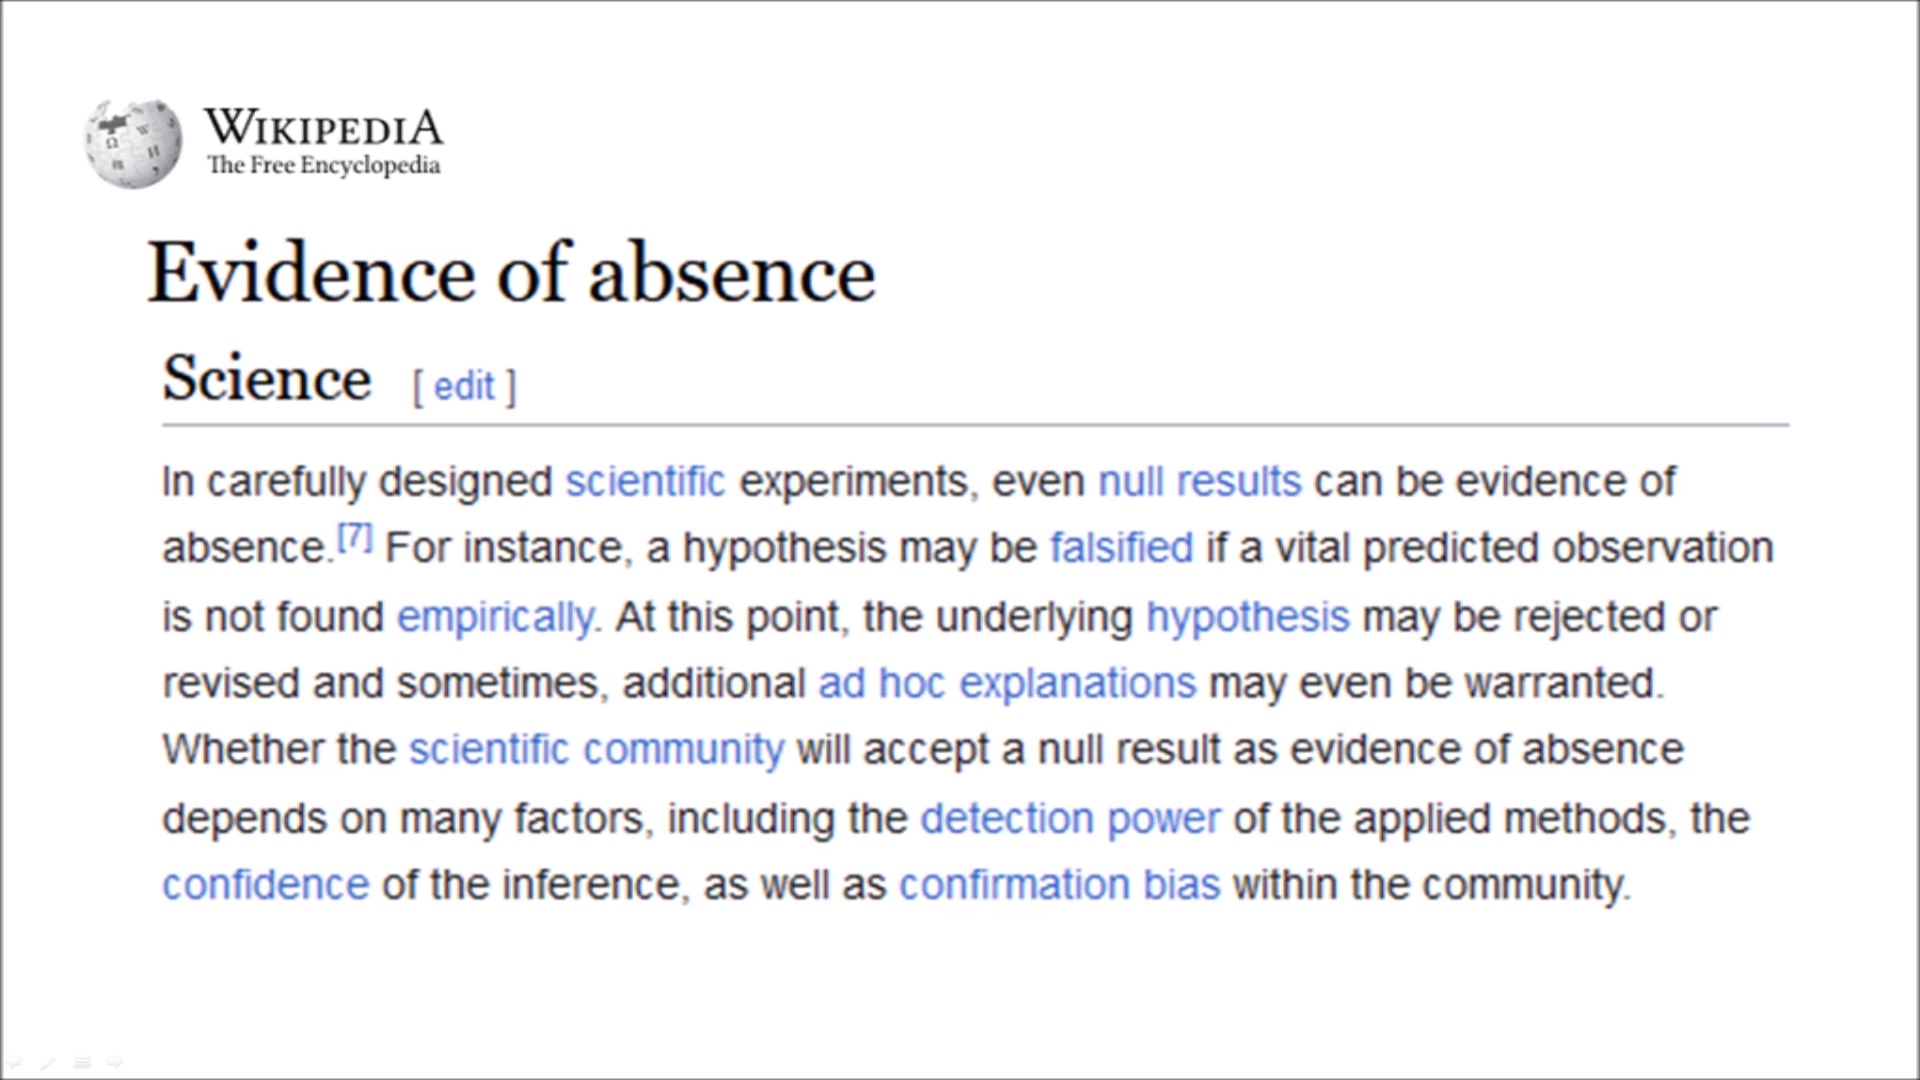 WIKIPEDIA
The Free Encyclopedia
Evidence of absence
Science [ edit ]
In carefully designed scientific experiments, even null results can be evidence of
absence.[7] For instance, a hypothesis may be falsified if a vital predicted observation
is not found empirically. At this point, the underlying hypothesis may be rejected or
revised and sometimes, additional ad hoc explanations may even be warranted.
Whether the scientific community will accept a null result as evidence of absence
depends on many factors, including the detection power of the applied methods, the
confidence of the inference, as well as confirmation bias within the community.